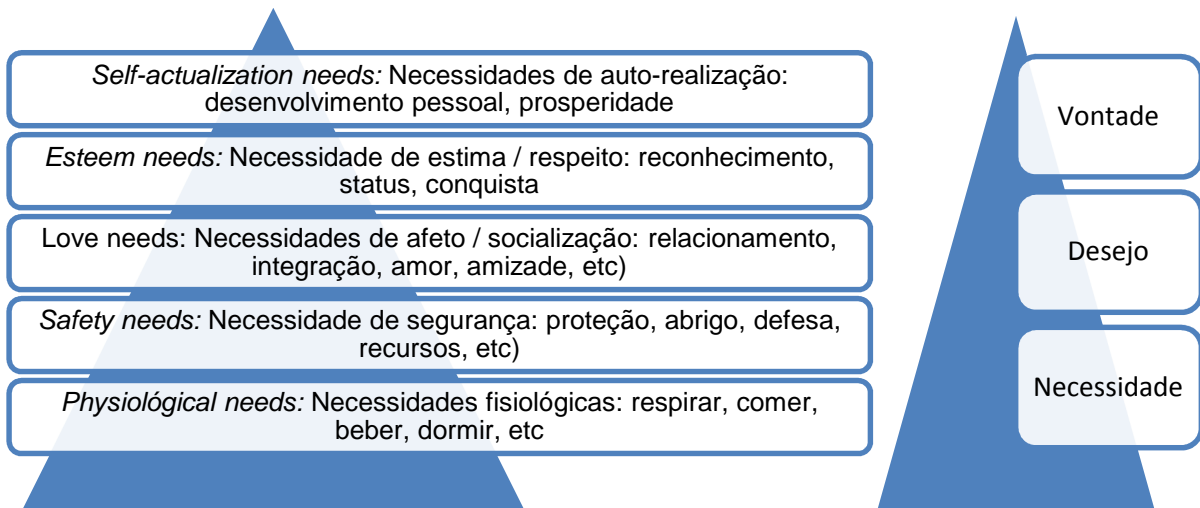 Self-actualization needs: Necessidades de auto-realização:
desenvolvimento pessoal, prosperidade
Esteem needs: Necessidade de estima / respeito: reconhecimento,
status, conquista
Love needs: Necessidades de afeto / socialização: relacionamento,
integração, amor, amizade, etc)
Safety needs: Necessidade de segurança: proteção, abrigo, defesa,
recursos, etc)
Physiológical needs: Necessidades fisiológicas: respirar, comer,
beber, dormir, etc
Vontade
Desejo
Necessidade